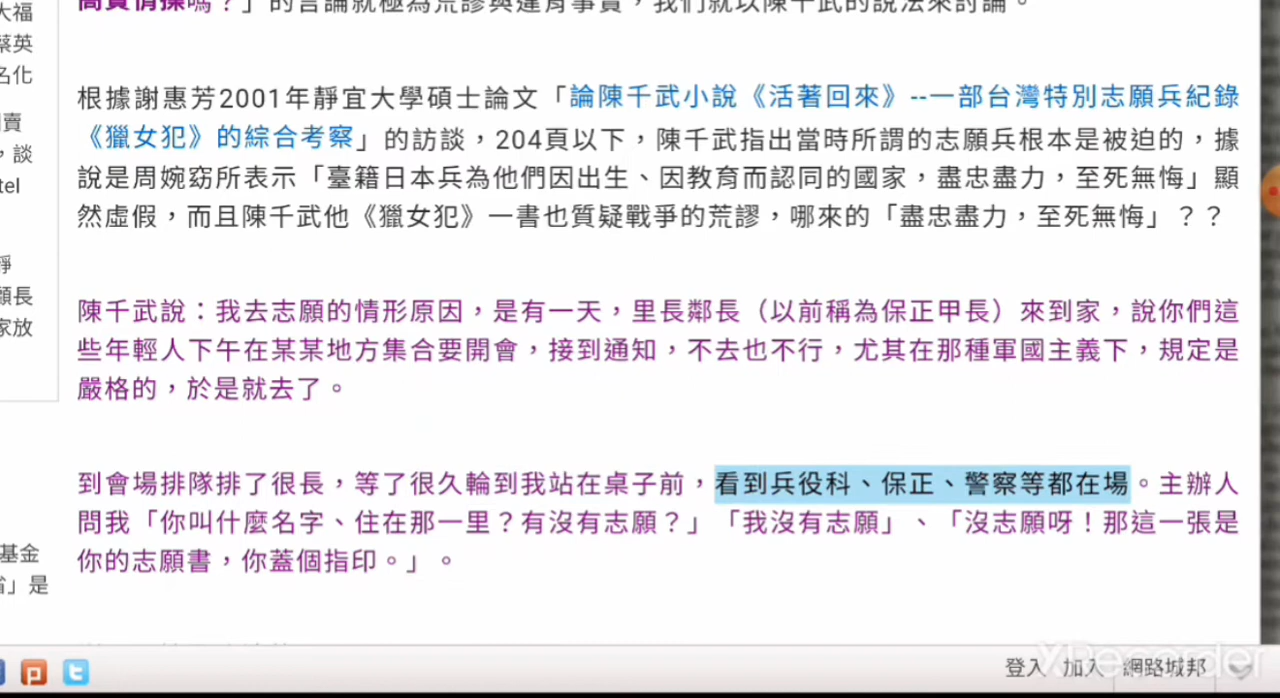 大福
蔡英
名化
賣
,談
tel
靜
願長
家放
基金
省」是
高貴情操嗎?」的言論就極為荒謬與違背事實,我們就以陳千武的說法來討論。
根據謝惠芳2001年靜宜大學碩士論文「論陳千武小說《活著回來》--一部台灣特別志願兵紀錄
《獵女犯》的綜合考察」的訪談,204頁以下,陳千武指出當時所謂的志願兵根本是被迫的,據
說是周婉窈所表示「臺籍日本兵為他們因出生、因教育而認同的國家,盡忠盡力,至死無悔」顯
然虛假,而且陳千武他《獵女犯》一書也質疑戰爭的荒謬,哪來的「盡忠盡力,至死無悔」??
陳千武說:我去志願的情形原因,是有一天,里長鄰長(以前稱為保正甲長)來到家,說你們這
些年輕人下午在某某地方集合要開會,接到通知,不去也不行,尤其在那種軍國主義下,規定是
嚴格的,於是就去了。
到會場排隊排了很長,等了很久輪到我站在桌子前,看到兵役科、保正、警察等都在場。主辦人
問我「你叫什麼名字、住在那一里?有沒有志願?」「我沒有志願」、「沒志願呀!那這一張是
你的志願書,你蓋個指印。」。
登入 加入 網路城邦
XRecorder